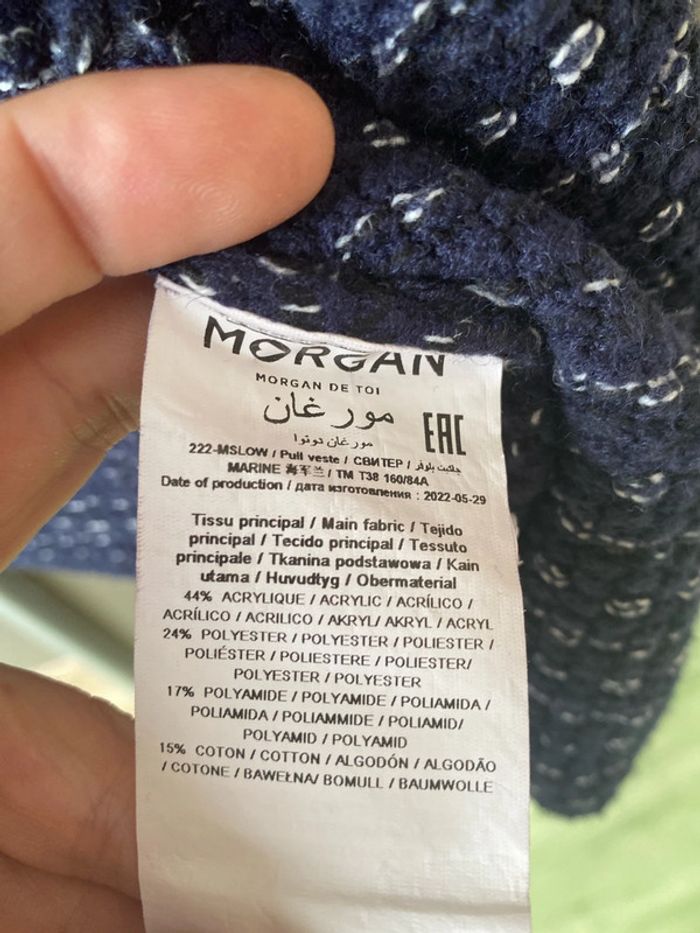 MORGAN
MORGAN DE TOI
مورغان
مورغان دوتوا
EAC
222-MSLOW / Pull veste / СВИТЕР / جاكيت بلوفر
MARINE 海军兰 / TM T38 160/84A
Date of production / дата изготовления : 2022-05-29
Tissu principal / Main fabric / Tejido
principal / Tecido principal / Tessuto
principale / Tkanina podstawowa / Kain
utama / Huvudtyg / Obermaterial
44% ACRYLIQUE / ACRYLIC / ACRÍLICO /
ACRÍLICO / ACRILICO / AKRYL/ AKRYL / ACRYL
24% POLYESTER / POLYESTER / POLIESTER /
POLIÉSTER / POLIESTERE / POLIESTER/
POLYESTER / POLYESTER
17% POLYAMIDE / POLYAMIDE / POLIAMIDA /
POLIAMIDA / POLIAMMIDE / POLIAMID/
POLYAMID / POLYAMID
15% COTON / COTTON / ALGODÓN / ALGODÃO
/ COTONE / BAWEŁNA/ BOMULL / BAUMWOLLE